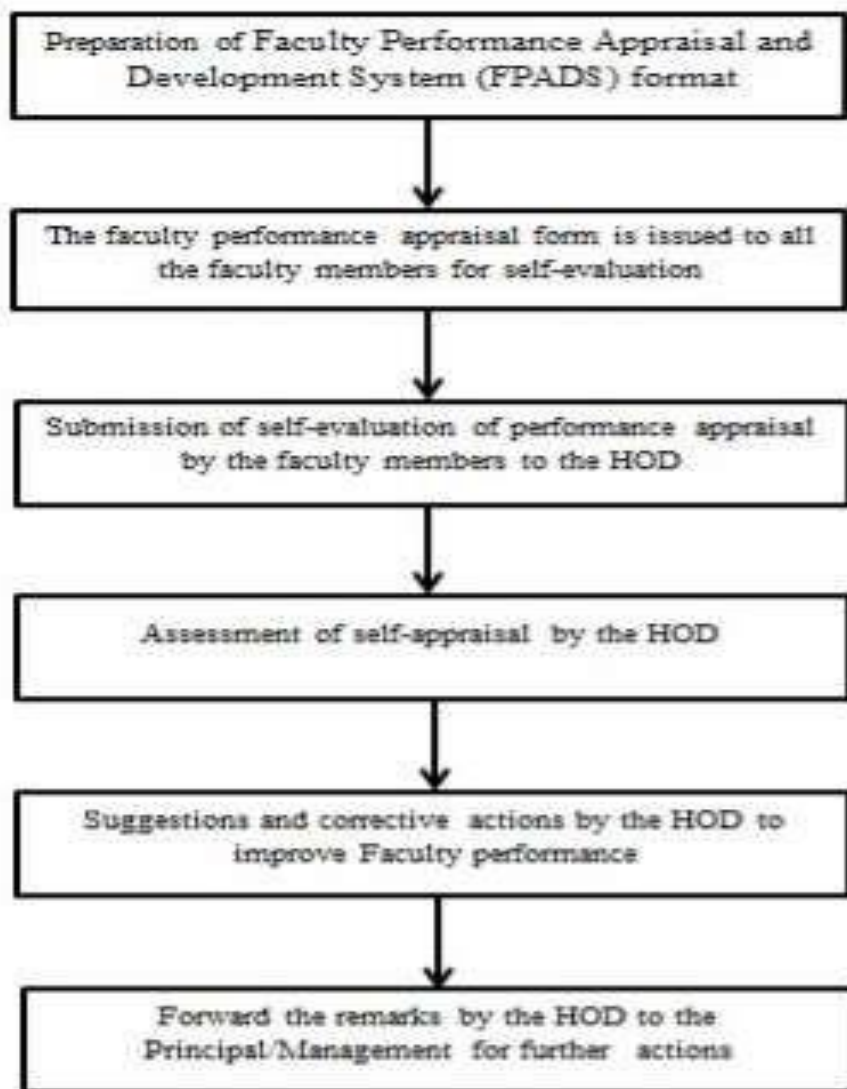 Preparation of Faculty Performance Appraisal and
Development System (FPADS) format
The faculty performance appraisal form is issued to all
the faculty members for self-evaluation
Submission of self-evaluation of performance appraisal
by the faculty members to the HOD
Assessment of self-appraisal by the HOD
Suggestions and corrective actions by the HOD to
improve Faculty performance
Forward the remarks by the HOD to the
Principal/Management for further actions